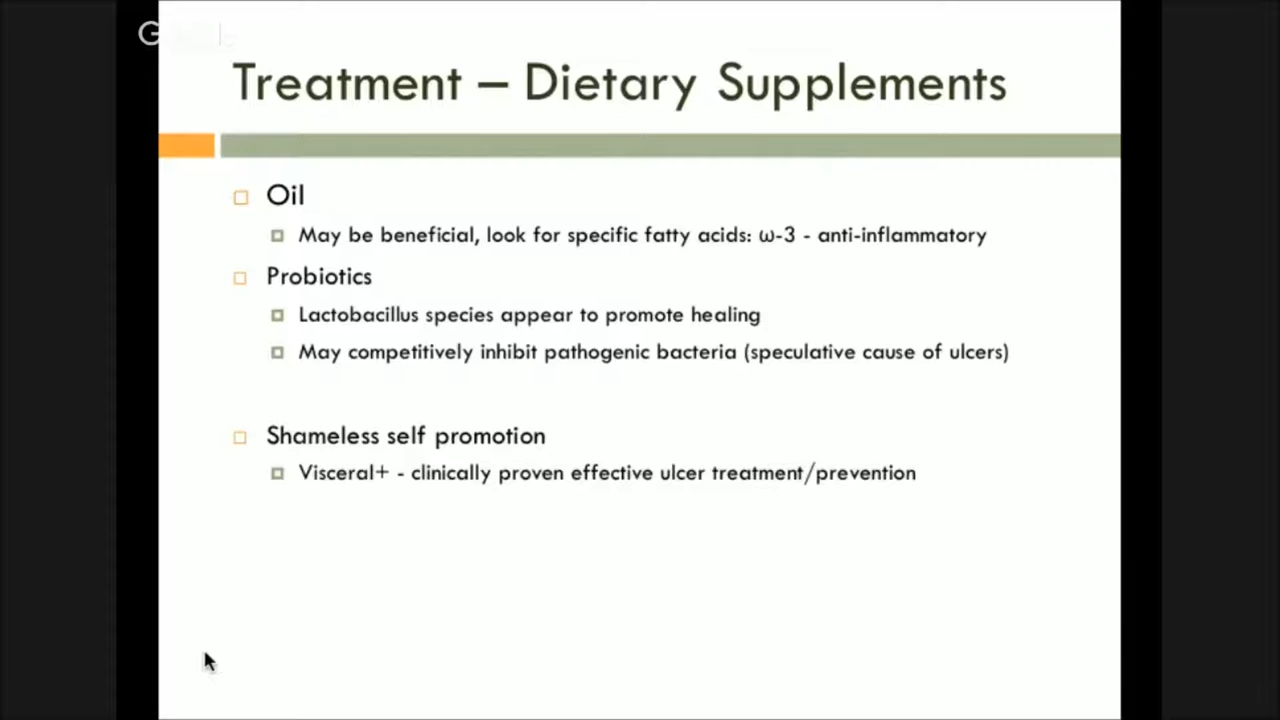 Treatment – Dietary Supplements
Oil
May be beneficial, look for specific fatty acids: ω-3 - anti-inflammatory
Probiotics
Lactobacillus species appear to promote healing
May competitively inhibit pathogenic bacteria (speculative cause of ulcers)
Shameless self promotion
Visceral+ - clinically proven effective ulcer treatment/prevention